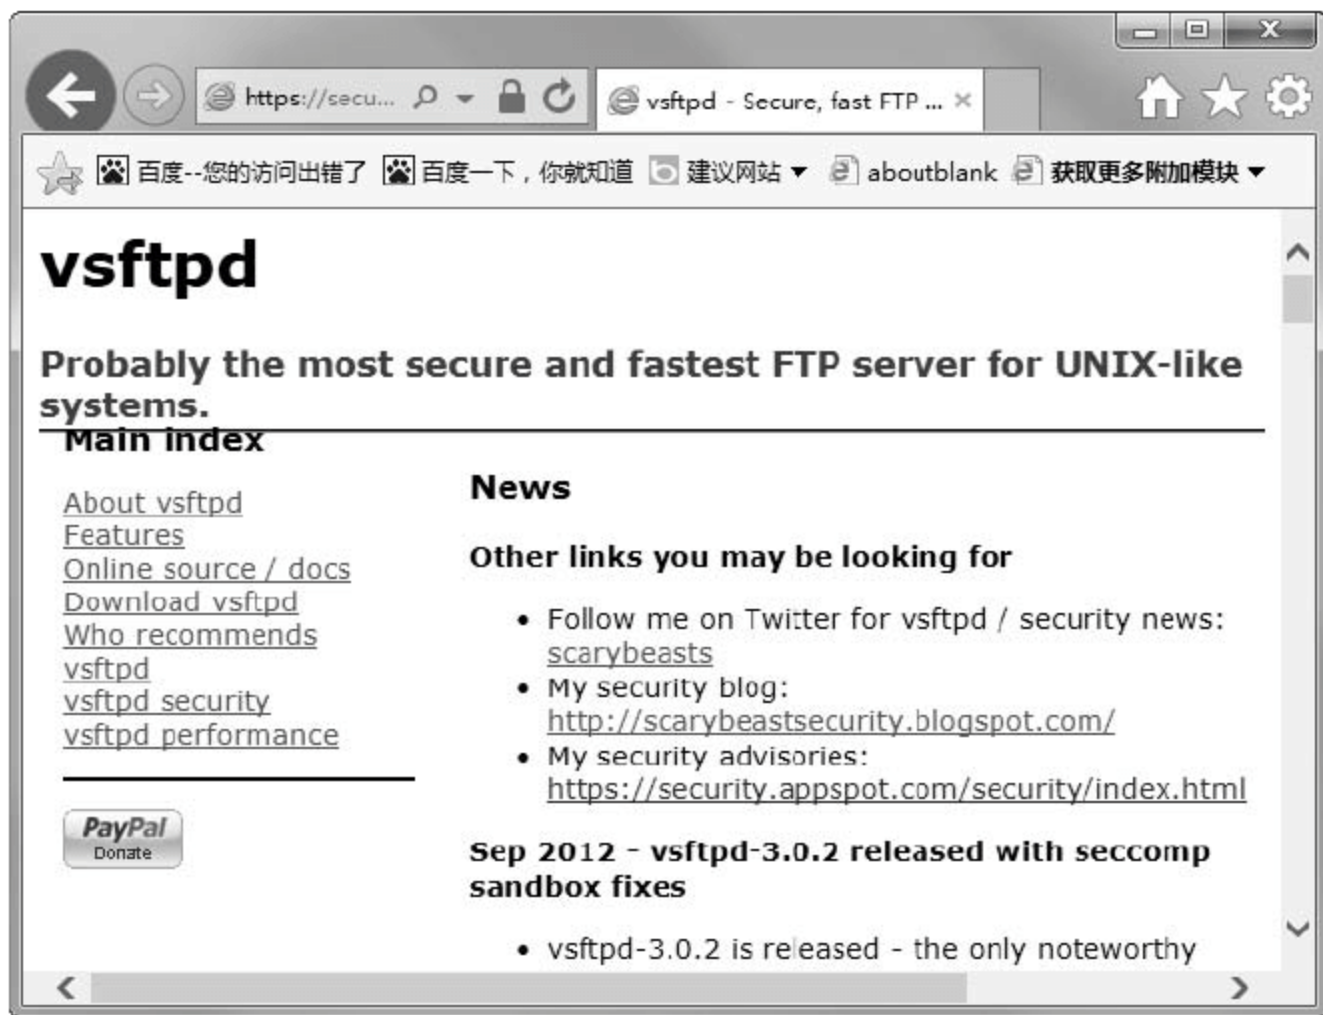 https://secu...
vsftpd - Secure, fast FTP ...
百度--您的访问出错了 百度一下，你就知道 建议网站 aboutblank 获取更多附加模块
vsftpd
Probably the most secure and fastest FTP server for UNIX-like
systems.
Main index
About vsftpd
Features
Online source / docs
Download vsftpd
Who recommends
vsftpd
vsftpd security
vsftpd performance
PayPal
Donate
News
Other links you may be looking for
• Follow me on Twitter for vsftpd / security news:
scarybeasts
• My security blog:
http://scarybeastsecurity.blogspot.com/
• My security advisories:
https://security.appspot.com/security/index.html
Sep 2012 - vsftpd-3.0.2 released with seccomp
sandbox fixes
• vsftpd-3.0.2 is released - the only noteworthy